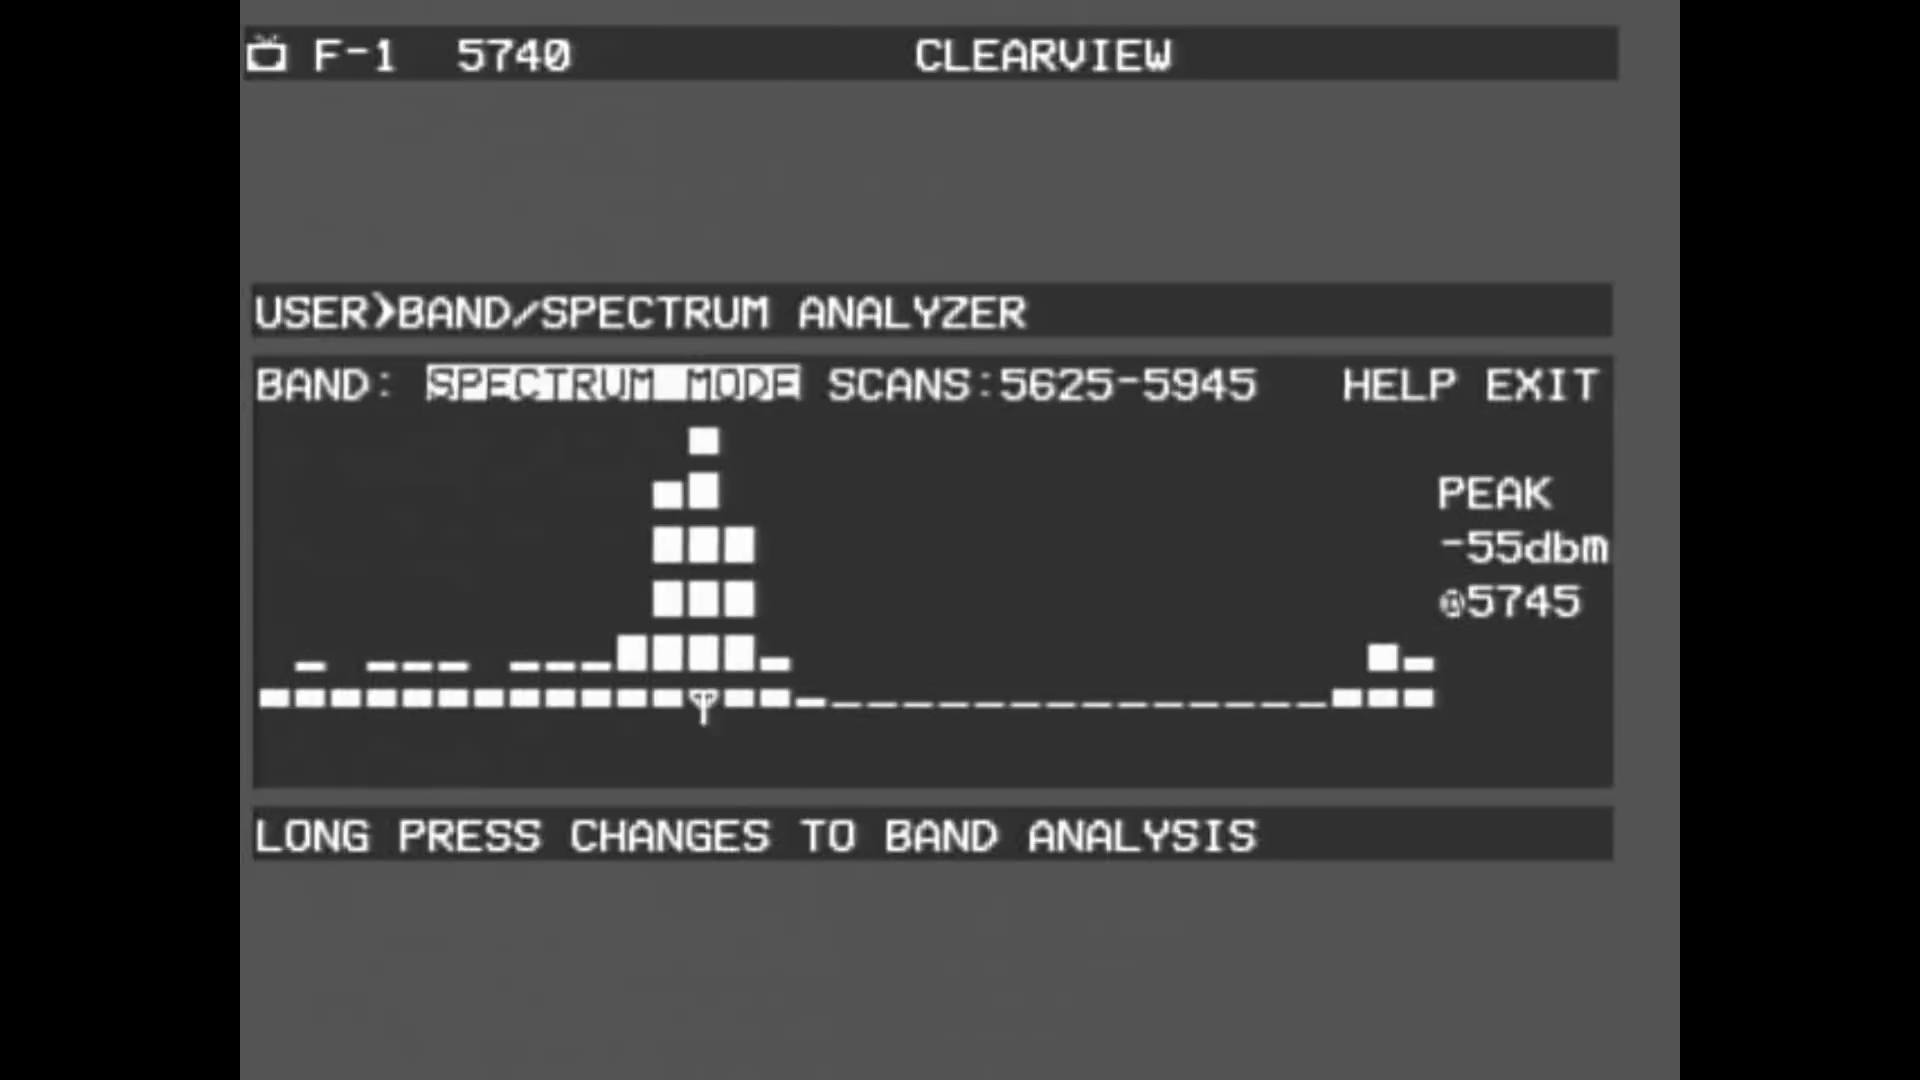 F-1 5740 CLEARVIEW
USER>BAND/SPECTRUM ANALYZER
BAND: SPECTRUM MODE SCANS:5625-5945 HELP EXIT
PEAK
-55dbm
@5745
LONG PRESS CHANGES TO BAND ANALYSIS